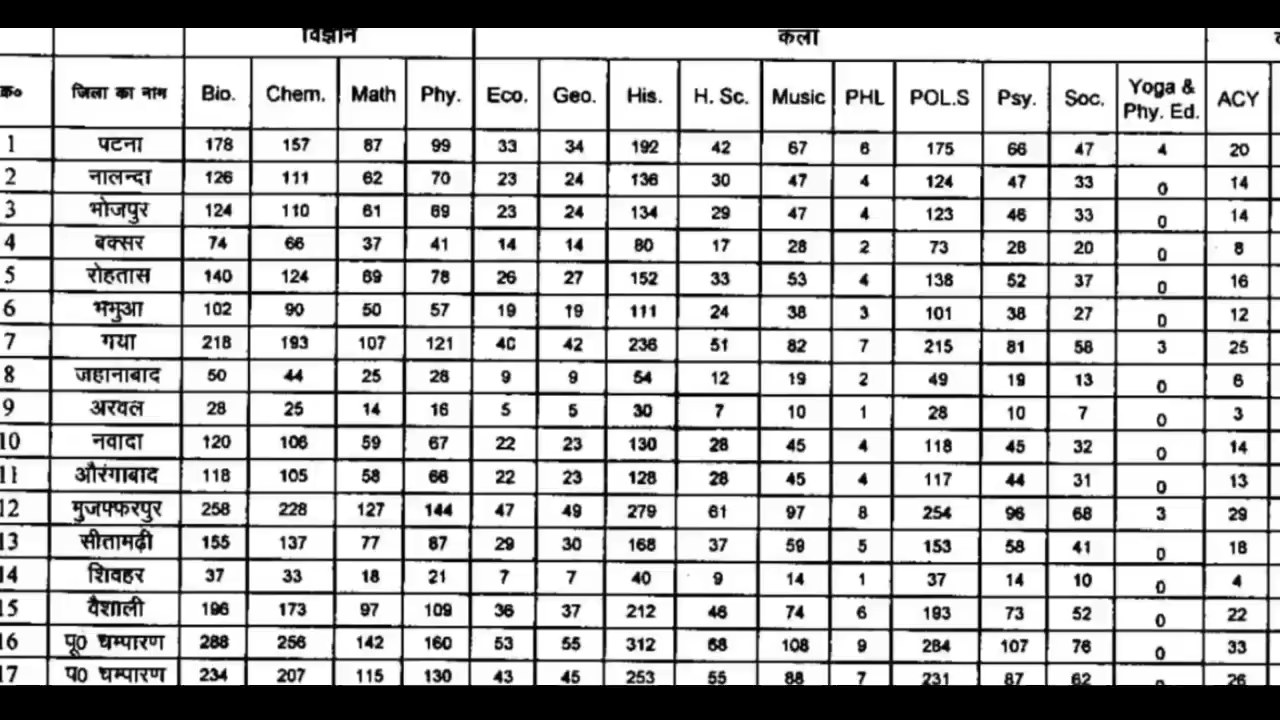 विज्ञान कला
क्र० जिला का नाम Bio. Chem. Math Phy. Eco. Geo. His. H. Sc. Music PHL POL.S Psy. Soc. Yoga & Phy. Ed. ACY
1 पटना 178 157 87 99 33 34 192 42 67 6 175 66 47 4 20
2 नालन्दा 126 111 62 70 23 24 136 30 47 4 124 47 33 0 14
3 भोजपुर 124 110 61 69 23 24 134 29 47 4 123 46 33 0 14
4 बक्सर 74 66 37 41 14 14 80 17 28 2 73 28 20 0 8
5 रोहतास 140 124 69 78 26 27 152 33 53 4 138 52 37 0 16
6 भभुआ 102 90 50 57 19 19 111 24 38 3 101 38 27 0 12
7 गया 218 193 107 121 40 42 236 51 82 7 215 81 58 3 25
8 जहानाबाद 50 44 25 28 9 9 54 12 19 2 49 19 13 0 6
9 अरवल 28 25 14 16 5 5 30 7 10 1 28 10 7 0 3
10 नवादा 120 106 59 67 22 23 130 28 45 4 118 45 32 0 14
11 औरंगाबाद 118 105 58 66 22 23 128 28 45 4 117 44 31 0 13
12 मुजफ्फरपुर 258 228 127 144 47 49 279 61 97 8 254 96 68 3 29
13 सीतामढ़ी 155 137 77 87 29 30 168 37 59 5 153 58 41 0 18
14 शिवहर 37 33 18 21 7 7 40 9 14 1 37 14 10 0 4
15 वैशाली 196 173 97 109 36 37 212 46 74 6 193 73 52 0 22
16 पू0 चम्पारण 288 256 142 160 53 55 312 68 108 9 284 107 76 0 33
17 प0 चम्पारण 234 207 115 130 43 45 253 55 88 7 231 87 62 26